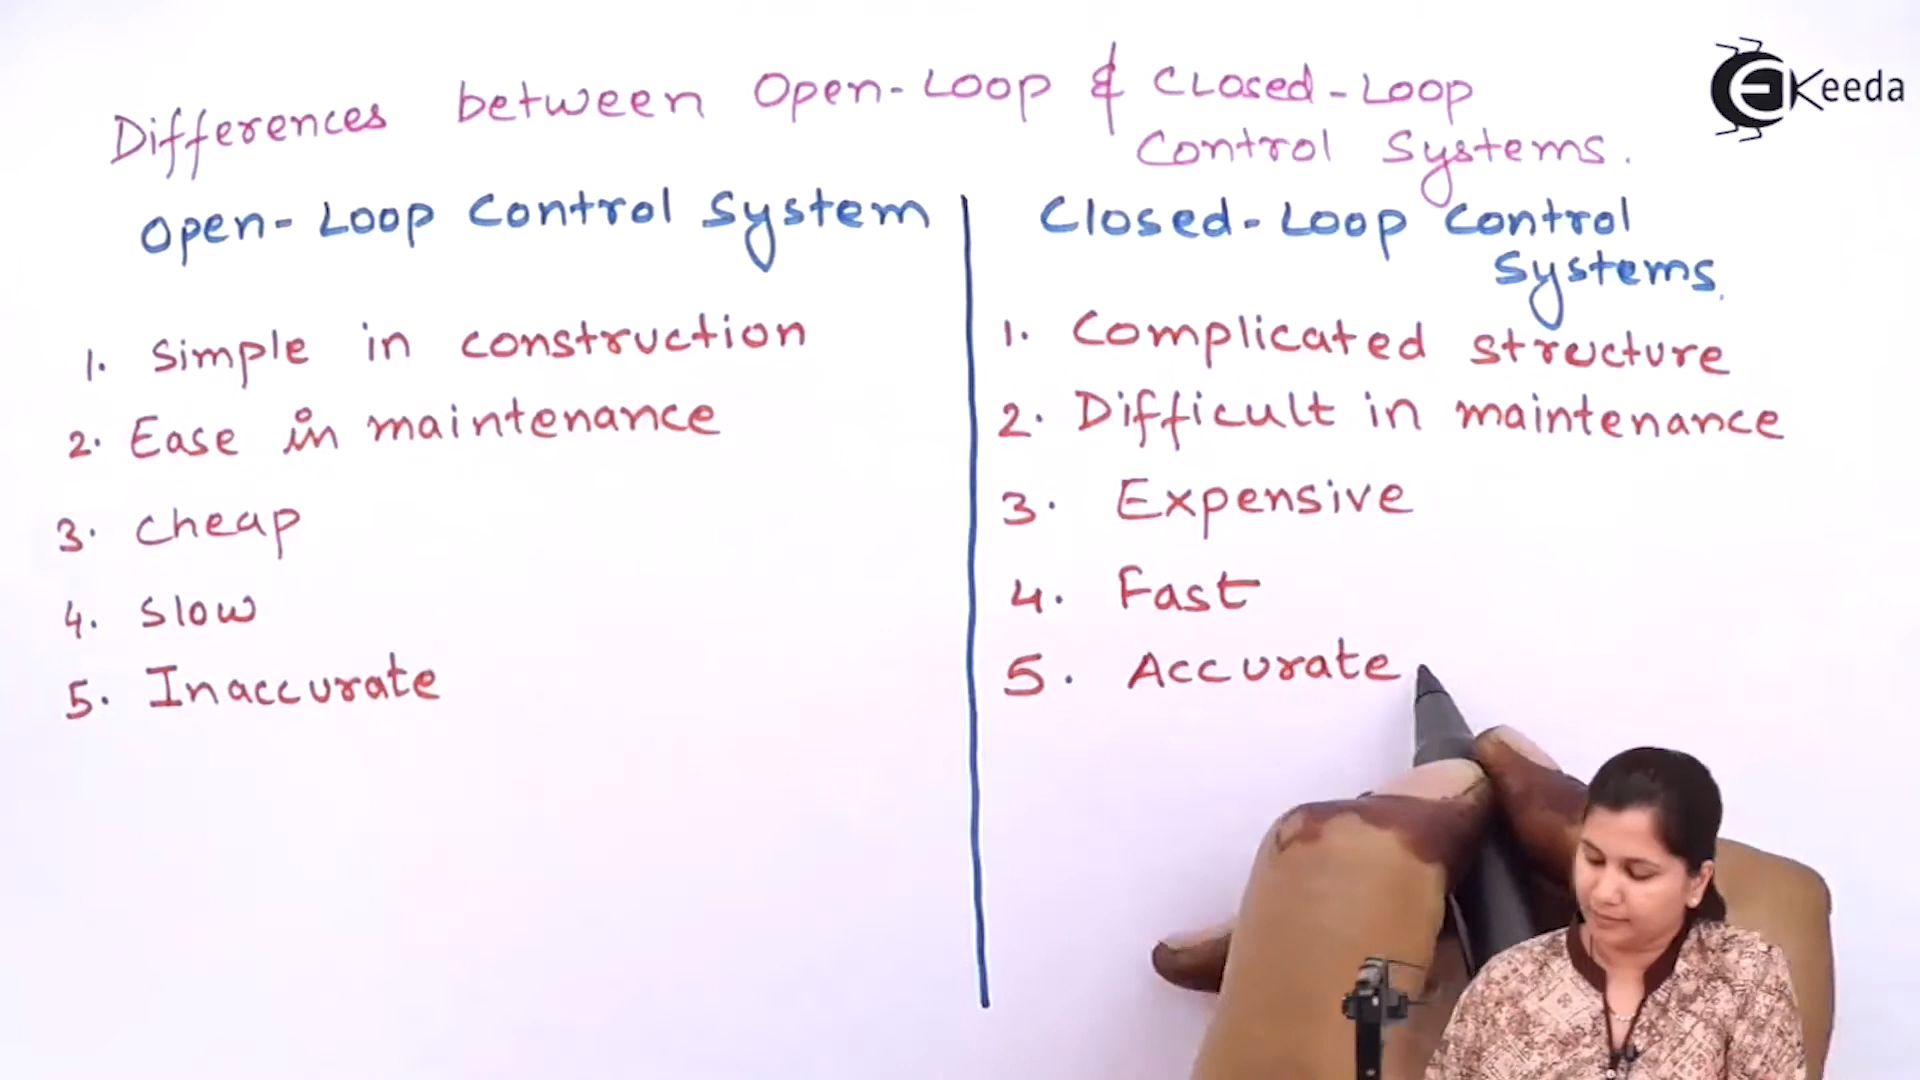 Differences between Open-Loop & Closed-Loop
Control Systems.
EKeeda
Open-Loop Control System
Closed-Loop Control
Systems.
1. Simple in construction
2. Ease in maintenance
3. Cheap
4. Slow
5. Inaccurate
1. Complicated structure
2. Difficult in maintenance
3. Expensive
4. Fast
5. Accurate